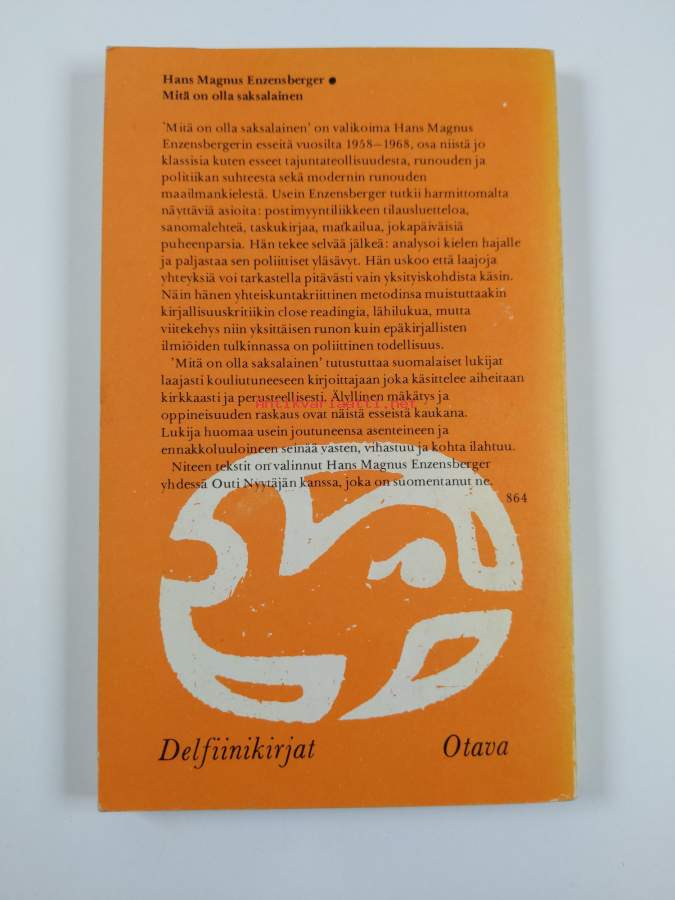 Hans Magnus Enzensberger ●
Mitä on olla saksalainen
'Mitä on olla saksalainen' on valikoima Hans Magnus
Enzensbergerin esseitä vuosilta 1958–1968, osa niistä jo
klassisia kuten esseet tajuntateollisuudesta, runouden ja
politiikan suhteesta sekä modernin runouden
maailmankielestä. Usein Enzensberger tutkii harmittomalta
näyttäviä asioita: postimyyntiliikkeen tilausluetteloa,
sanomalehteä, taskukirjaa, matkailua, jokapäiväisiä
puheenparsia. Hän tekee selvää jälkeä: analysoi kielen hajalle
ja paljastaa sen poliittiset yläsävyt. Hän uskoo että laajoja
yhteyksiä voi tarkastella pitävästi vain yksityiskohdista käsin.
Näin hänen yhteiskuntakriittinen metodinsa muistuttaakin
kirjallisuuskritiikin close readingia, lähilukua, mutta
viitekehys niin yksittäisen runon kuin epäkirjallisten
ilmiöiden tulkinnassa on poliittinen todellisuus.
'Mitä on olla saksalainen' tutustuttaa suomalaiset lukijat
laajasti kouliutuneeseen kirjoittajaan joka käsittelee aiheitaan
kirkkaasti ja perusteellisesti. Älyllinen mäkätys ja
Antikvariaatti.net
oppineisuuden raskaus ovat näistä esseistä kaukana.
Lukija huomaa usein joutuneensa asenteineen ja
ennakkoluuloineen seinää vasten, vihastuu ja kohta ilahtuu.
Niteen tekstit on valinnut Hans Magnus Enzensberger
yhdessä Outi Nyytäjän kanssa, joka on suomentanut ne.
864
Delfiinikirjat
Otava